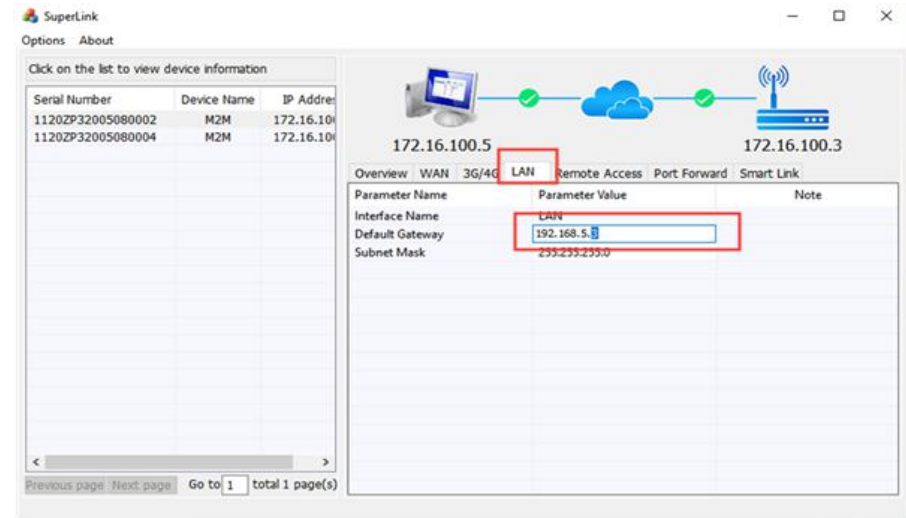 SuperLink
Options About
Click on the list to view device information
Serial Number Device Name IP Addre
1120ZP32005080002 M2M 172.16.10
1120ZP32005080004 M2M 172.16.10
< >
Previous page Next page Go to 1 total 1 page(s)
172.16.100.5 172.16.100.3
Overview WAN 3G/4G LAN Remote Access Port Forward Smart Link
Parameter Name Parameter Value Note
Interface Name LAN
Default Gateway 192.168.5.3
Subnet Mask 255.255.255.0